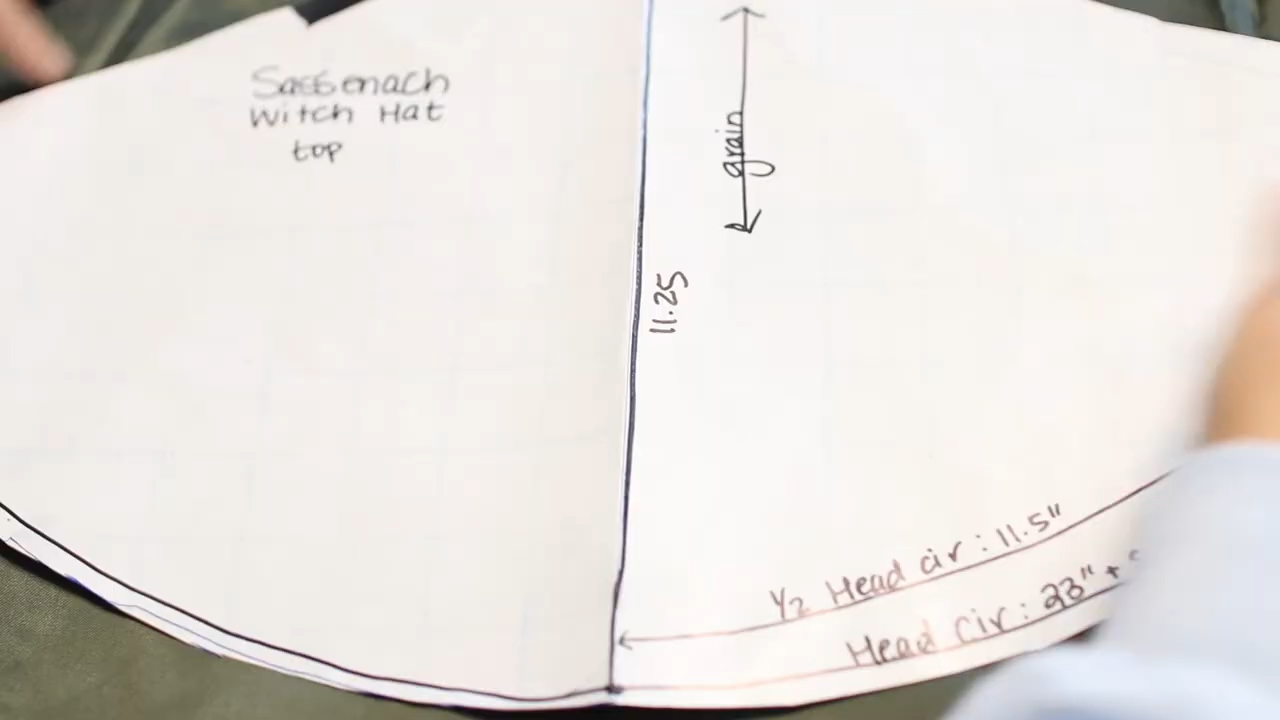 Sassenach
Witch Hat
top
grain
11.25
1/2 Head cir: 11.5"
Head Cir: 23" +